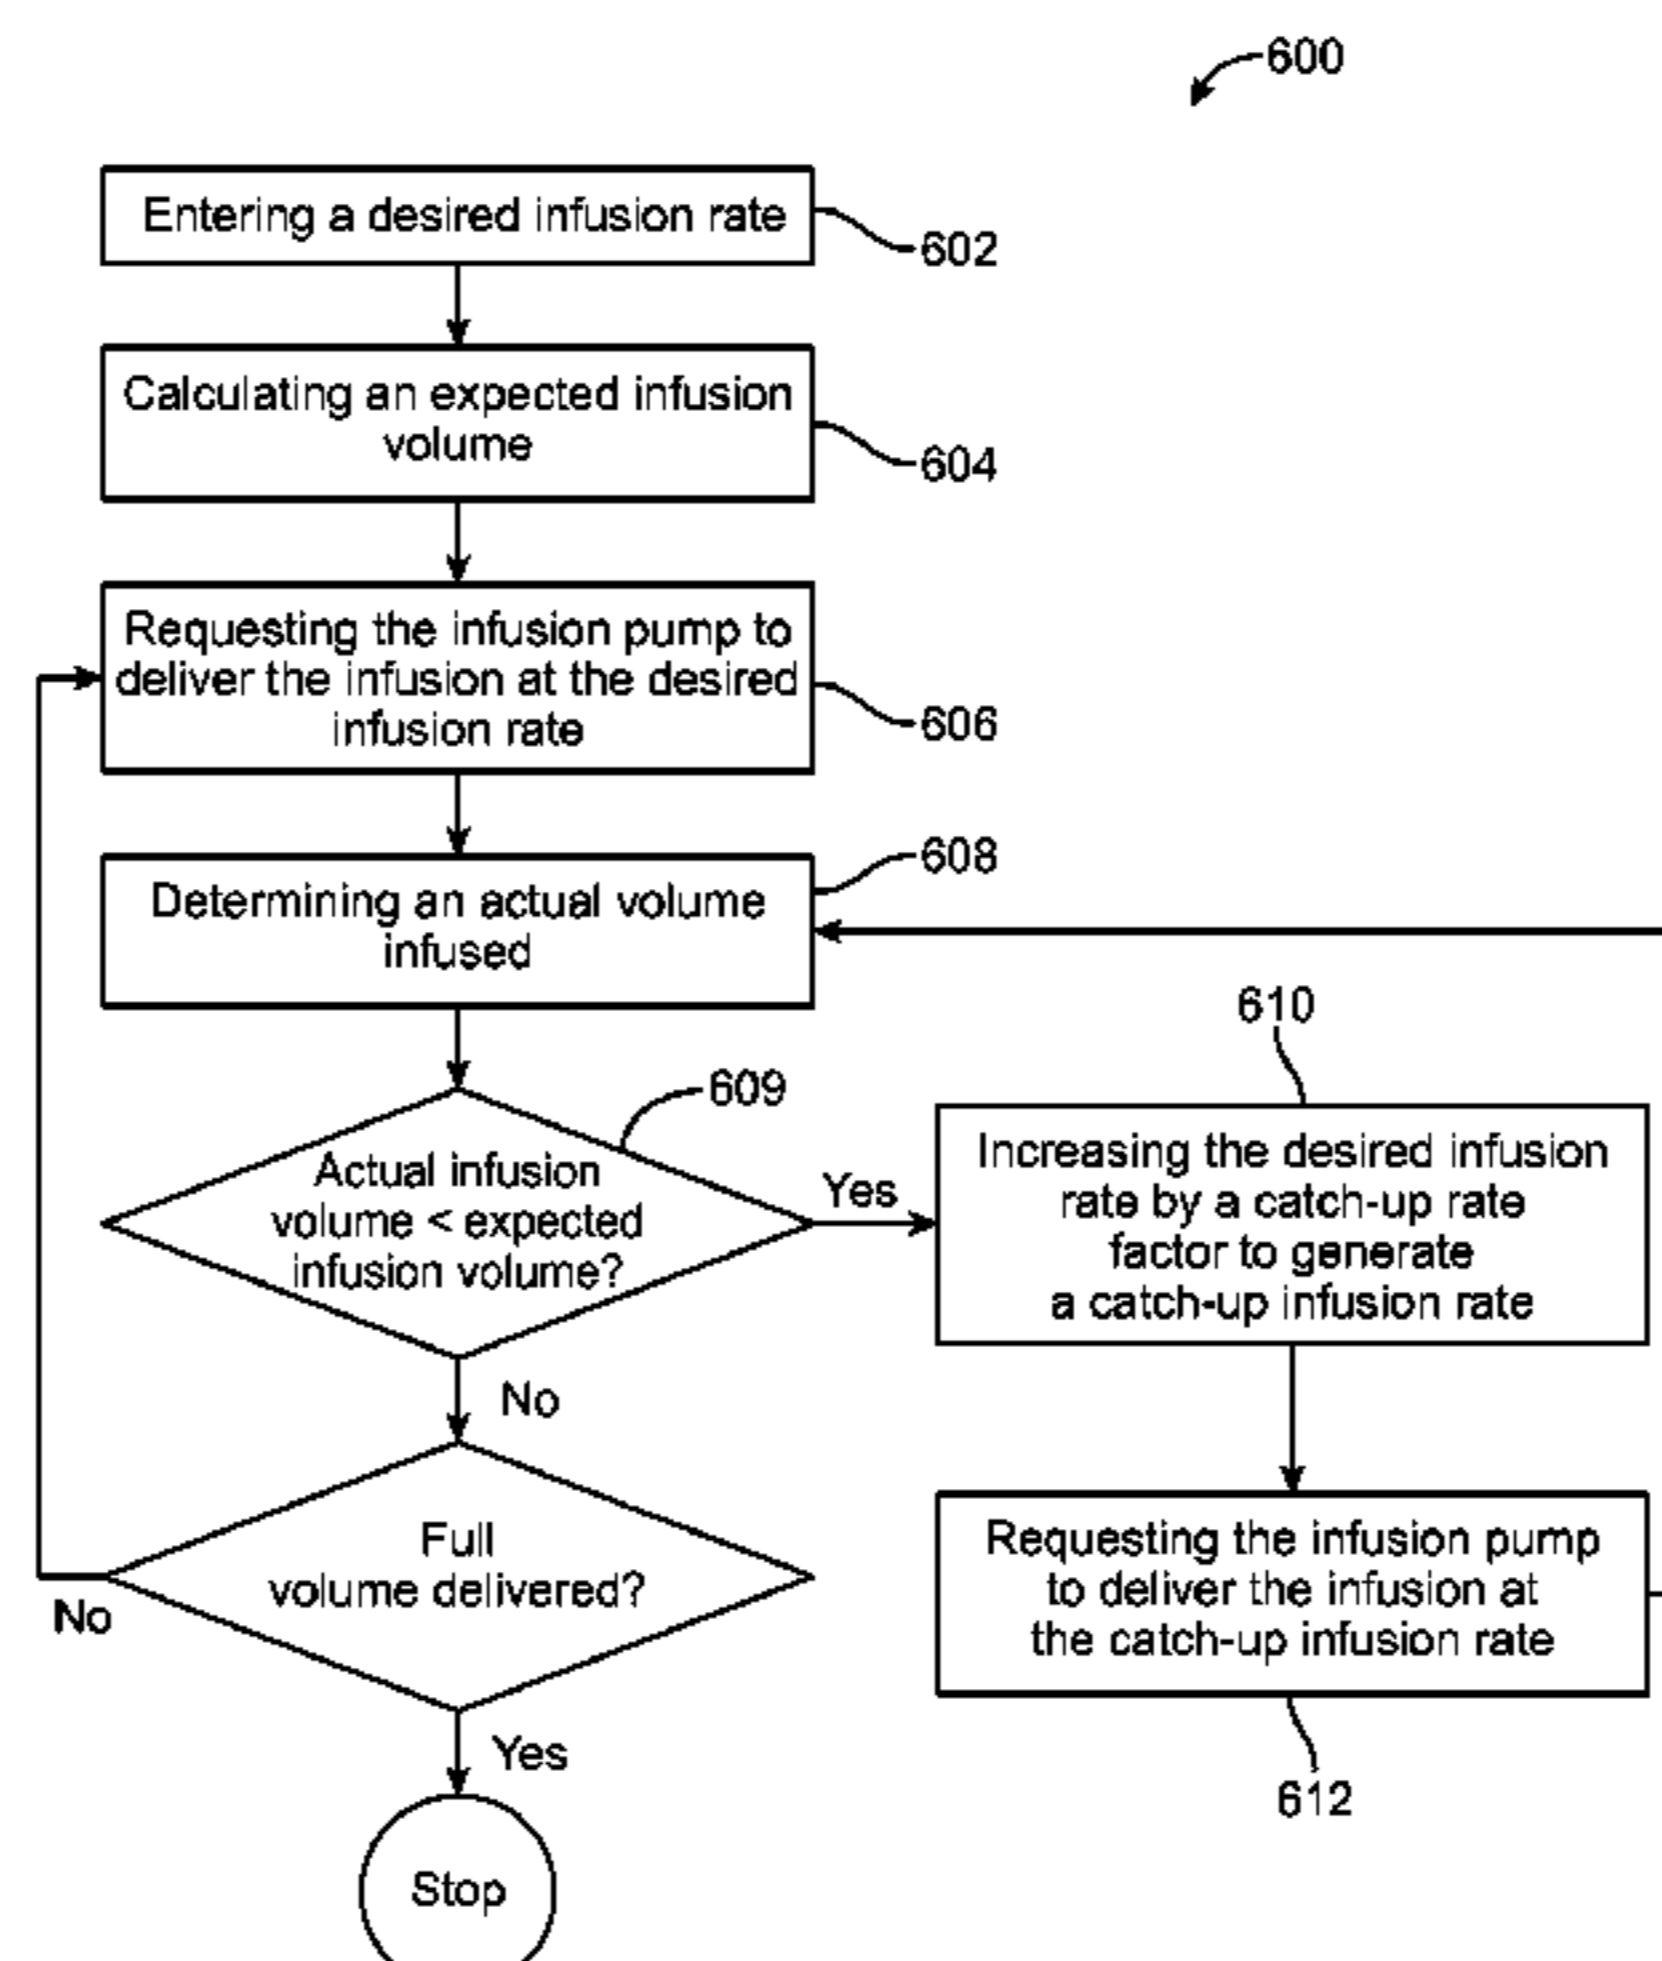 600
Entering a desired infusion rate
602
Calculating an expected infusion
volume
604
Requesting the infusion pump to
deliver the infusion at the desired
infusion rate
606
608
Determining an actual volume
infused
609
Actual infusion
volume < expected
infusion volume?
Yes
610
Increasing the desired infusion
rate by a catch-up rate
factor to generate
a catch-up infusion rate
No
Full
volume delivered?
No
Requesting the infusion pump
to deliver the infusion at
the catch-up infusion rate
612
Yes
Stop